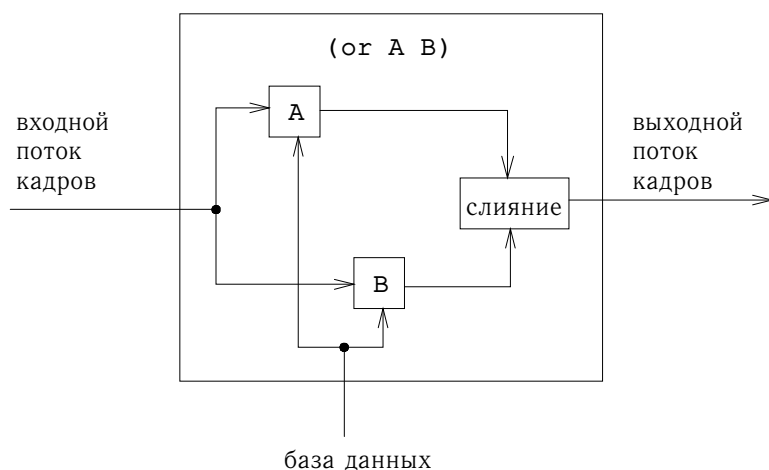 (or A B)
A
входной
поток
кадров
выходной
поток
кадров
слияние
B
база данных